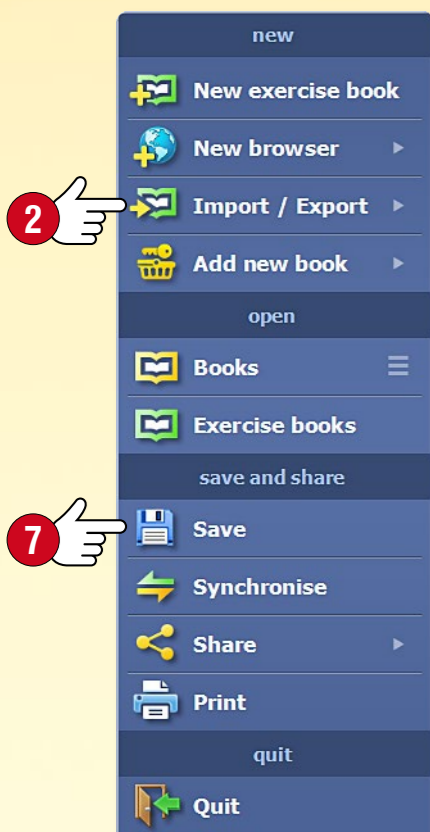 new
New exercise book
New browser
2
Import / Export
Add new book
open
Books
Exercise books
save and share
7
Save
Synchronise
Share
Print
quit
Quit